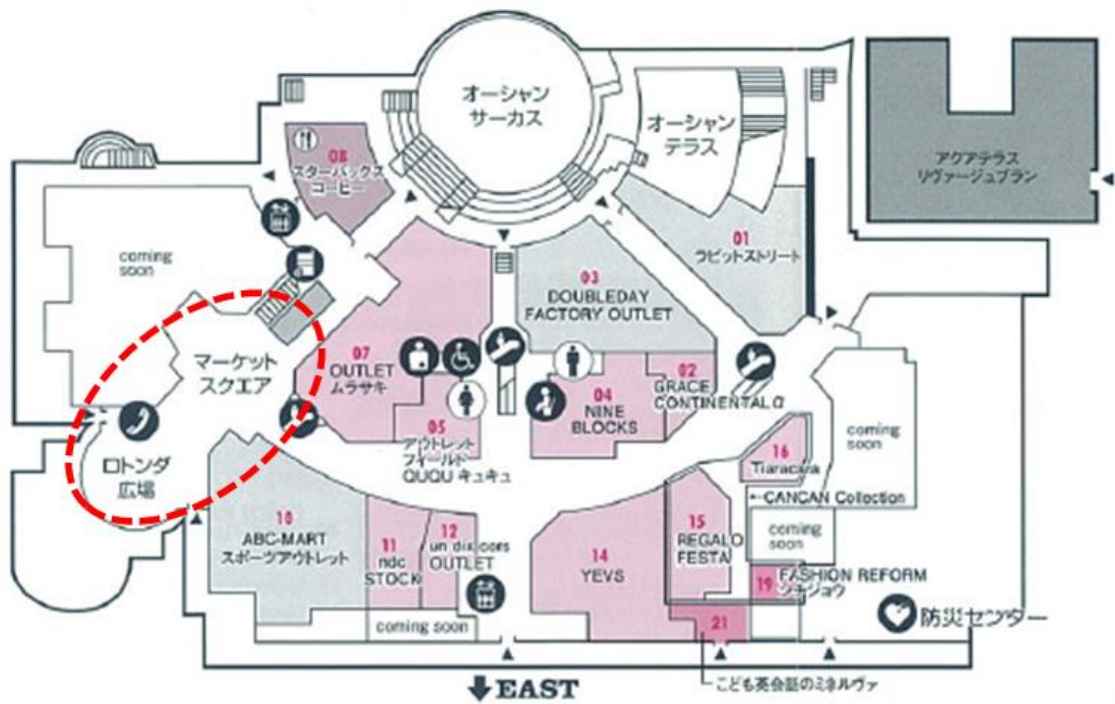 オーシャン
サーカス
オーシャン
テラス
アクアテラス
リヴァージュブラン
08
スターバックス
コーヒー
01
ラビットストリート
coming
soon
03
DOUBLEDAY
FACTORY OUTLET
マーケット
スクエア
07
OUTLET
ムラサキ
02
GRACE
CONTINENTALΩ
04
NINE
BLOCKS
05
アウトレット
フィールド
QUQU キュキュ
coming
soon
16
Tiaracara
ロトンダ
広場
CANCAN Collection
10
ABC-MART
スポーツアウトレット
11
ndc
STOCK
12
un dix cors
OUTLET
15
REGALO
FESTA
coming
soon
14
YEVS
19
FASHION REFORM
クチジョウ
防災センター
coming soon
21
こども英会話のミネルヴァ
EAST